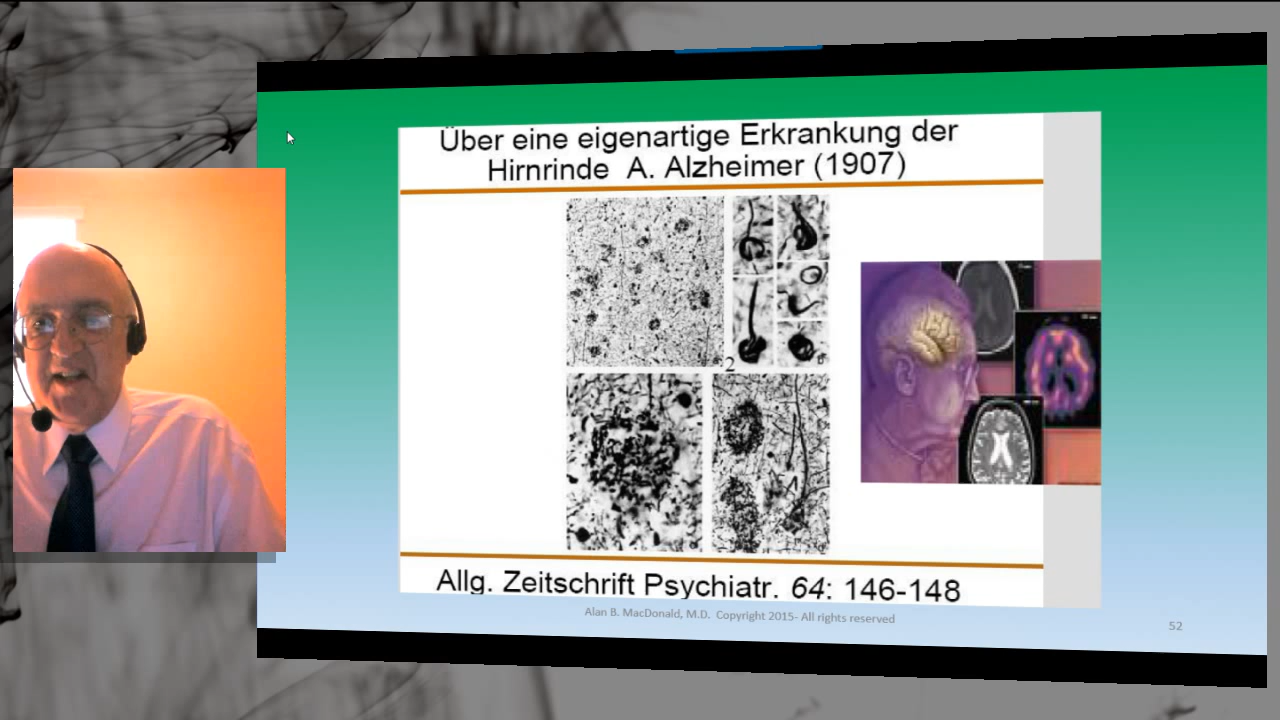 Über eine eigenartige Erkrankung der
Hirnrinde A. Alzheimer (1907)
2
Allg. Zeitschrift Psychiatr. 64: 146-148
Alan B. MacDonald, M.D. Copyright 2015- All rights reserved
52